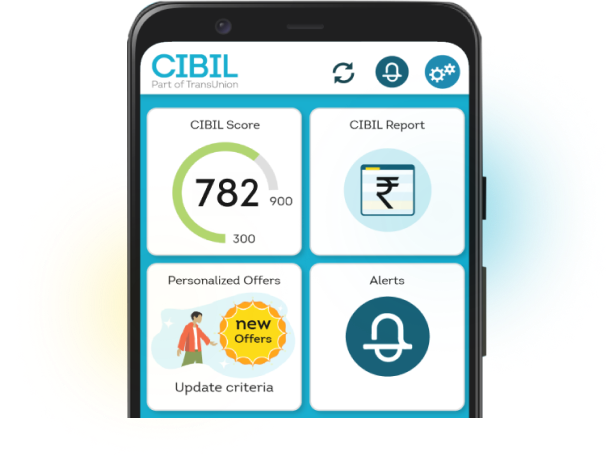 CIBIL
Part of TransUnion
CIBIL Score
782
900
300
CIBIL Report
₹
Personalized Offers
new
Offers
Update criteria
Alerts